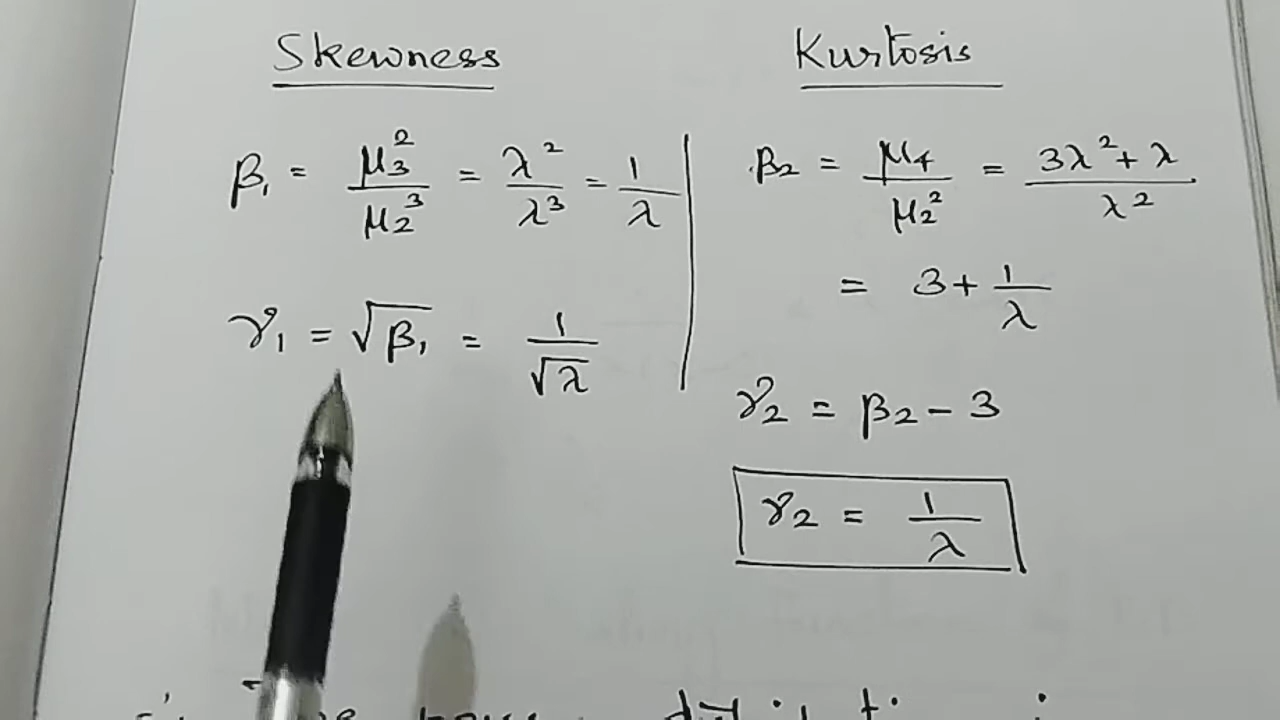 Skewness
β₁ = μ₃² / μ₂³ = λ² / λ³ = 1 / λ
γ₁ = √β₁ = 1 / √λ
Kurtosis
β₂ = μ₄ / μ₂² = (3λ² + λ) / λ²
= 3 + 1 / λ
γ₂ = β₂ - 3
γ₂ = 1 / λ